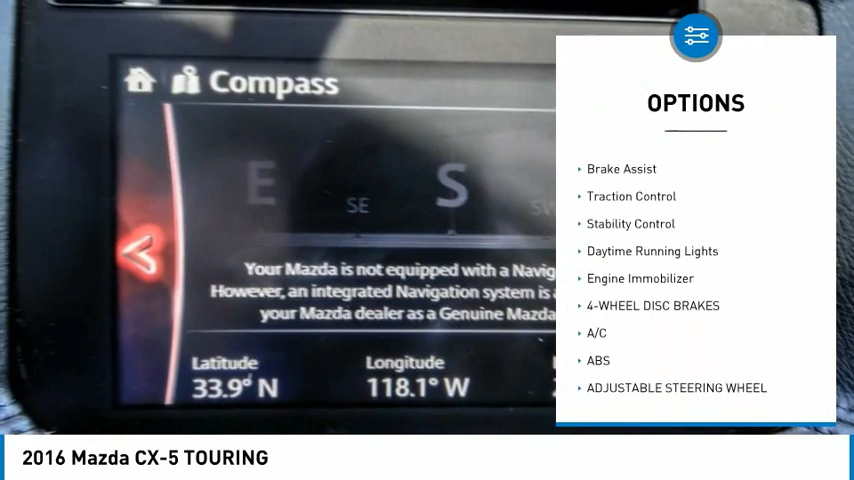 Compass
E
SE
S
SW
Your Mazda is not equipped with a Navig
However, an integrated Navigation system is a
your Mazda dealer as a Genuine Mazda
Latitude
Longitude
33.9° N
118.1° W
OPTIONS
Brake Assist
Traction Control
Stability Control
Daytime Running Lights
Engine Immobilizer
4-WHEEL DISC BRAKES
A/C
ABS
ADJUSTABLE STEERING WHEEL
2016 Mazda CX-5 TOURING